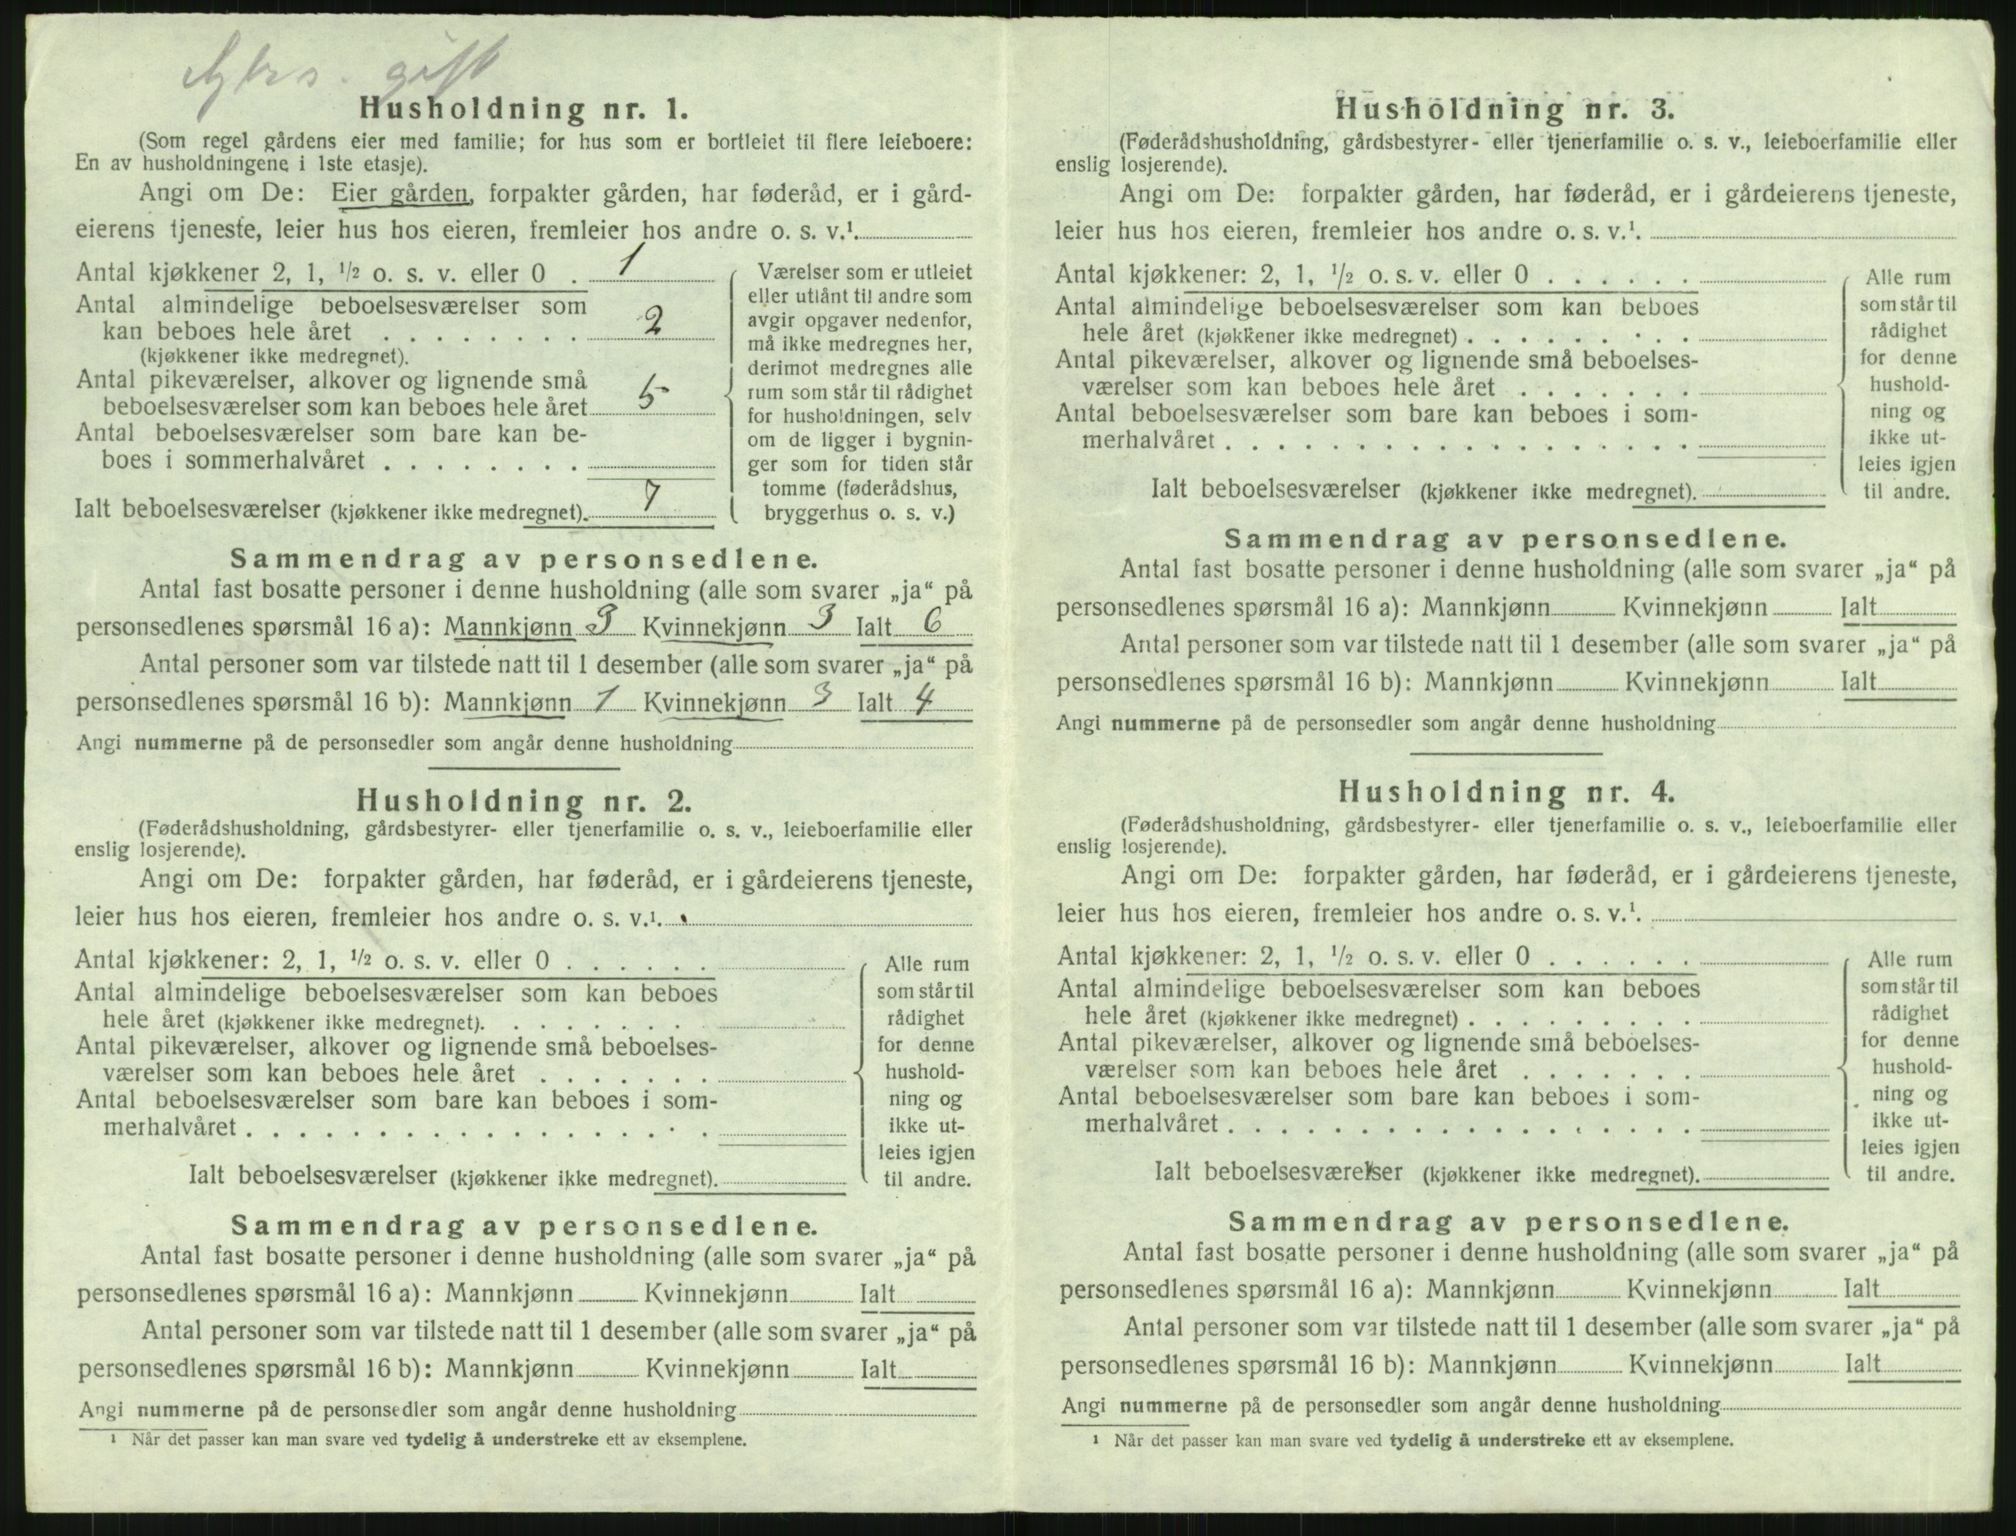 gift
Husholdning nr. 1.
(Som regel gårdens eier med familie; for hus som er bortleiet til flere leieboere:
En av husholdningene i 1ste etasje).
Angi om De: Eier gården, forpakter gården, har føderåd, er i gård-
eierens tjeneste, leier hus hos eieren, fremleier hos andre o. s. v.¹.
Antal kjøkkener 2, 1, ½ o. s. v. eller 0 . 1
Antal almindelige beboelsesværelser som
kan beboes hele året . . . . . . . . 2
(kjøkkener ikke medregnet).
Antal pikeværelser, alkover og lignende små
beboelsesværelser som kan beboes hele året 5
Antal beboelsesværelser som bare kan be-
boes i sommerhalvåret . . . . . . . .
Ialt beboelsesværelser (kjøkkener ikke medregnet). 7
Værelser som er utleiet
eller utlånt til andre som
avgir opgaver nedenfor,
må ikke medregnes her,
derimot medregnes alle
rum som står til rådighet
for husholdningen, selv
om de ligger i bygnin-
ger som for tiden står
tomme (føderådshus,
bryggerhus o. s. v.)
Sammendrag av personsedlene.
Antal fast bosatte personer i denne husholdning (alle som svarer „ja“ på
personsedlenes spørsmål 16 a): Mannkjønn 3 Kvinnekjønn 3 Ialt 6
Antal personer som var tilstede natt til 1 desember (alle som svarer „ja“ på
personsedlenes spørsmål 16 b): Mannkjønn 1 Kvinnekjønn 3 Ialt 4
Angi nummerne på de personsedler som angår denne husholdning
Husholdning nr. 2.
(Føderådshusholdning, gårdsbestyrer- eller tjenerfamilie o. s. v., leieboerfamilie eller
enslig losjerende).
Angi om De: forpakter gården, har føderåd, er i gårdeierens tjeneste,
leier hus hos eieren, fremleier hos andre o. s. v.¹.
Antal kjøkkener: 2, 1, ½ o. s. v. eller 0 . . . . . .
Antal almindelige beboelsesværelser som kan beboes
hele året (kjøkkener ikke medregnet). . . . . . . . .
Antal pikeværelser, alkover og lignende små beboelses-
værelser som kan beboes hele året . . . . . . .
Antal beboelsesværelser som bare kan beboes i som-
merhalvåret . . . . . . . . . . . . . . . . . .
Ialt beboelsesværelser (kjøkkener ikke medregnet).
Alle rum
som står til
rådighet
for denne
hushold-
ning og
ikke ut-
leies igjen
til andre.
Sammendrag av personsedlene.
Antal fast bosatte personer i denne husholdning (alle som svarer „ja“ på
personsedlenes spørsmål 16 a): Mannkjønn Kvinnekjønn Ialt
Antal personer som var tilstede natt til 1 desember (alle som svarer „ja“ på
personsedlenes spørsmål 16 b): Mannkjønn Kvinnekjønn Ialt
Angi nummerne på de personsedler som angår denne husholdning
¹ Når det passer kan man svare ved tydelig å understreke ett av eksemplene.
Husholdning nr. 3.
(Føderådshusholdning, gårdsbestyrer- eller tjenerfamilie o. s. v., leieboerfamilie eller
enslig losjerende).
Angi om De: forpakter gården, har føderåd, er i gårdeierens tjeneste,
leier hus hos eieren, fremleier hos andre o. s. v.¹.
Antal kjøkkener: 2, 1, ½ o. s. v. eller 0 . . . . . .
Antal almindelige beboelsesværelser som kan beboes
hele året (kjøkkener ikke medregnet) . . . . . . . . .
Antal pikeværelser, alkover og lignende små beboelses-
værelser som kan beboes hele året . . . . . . .
Antal beboelsesværelser som bare kan beboes i som-
merhalvåret . . . . . . . . . . . . . . . . . .
Ialt beboelsesværelser (kjøkkener ikke medregnet).
Alle rum
som står til
rådighet
for denne
hushold-
ning og
ikke ut-
leies igjen
til andre.
Sammendrag av personsedlene.
Antal fast bosatte personer i denne husholdning (alle som svarer „ja“ på
personsedlenes spørsmål 16 a): Mannkjønn Kvinnekjønn Ialt
Antal personer som var tilstede natt til 1 desember (alle som svarer „ja“ på
personsedlenes spørsmål 16 b): Mannkjønn Kvinnekjønn Ialt
Angi nummerne på de personsedler som angår denne husholdning
Husholdning nr. 4.
(Føderådshusholdning, gårdsbestyrer- eller tjenerfamilie o. s. v., leieboerfamilie eller
enslig losjerende).
Angi om De: forpakter gården, har føderåd, er i gårdeierens tjeneste,
leier hus hos eieren, fremleier hos andre o. s. v.¹.
Antal kjøkkener: 2, 1, ½ o. s. v. eller 0 . . . . . .
Antal almindelige beboelsesværelser som kan beboes
hele året (kjøkkener ikke medregnet) . . . . . . . . .
Antal pikeværelser, alkover og lignende små beboelses-
værelser som kan beboes hele året . . . . . . .
Antal beboelsesværelser som bare kan beboes i som-
merhalvåret . . . . . . . . . . . . . . . . . .
Ialt beboelsesværelser (kjøkkener ikke medregnet).
Alle rum
som står til
rådighet
for denne
hushold-
ning og
ikke ut-
leies igjen
til andre.
Sammendrag av personsedlene.
Antal fast bosatte personer i denne husholdning (alle som svarer „ja“ på
personsedlenes spørsmål 16 a): Mannkjønn Kvinnekjønn Ialt
Antal personer som var tilstede natt til 1 desember (alle som svarer „ja“ på
personsedlenes spørsmål 16 b): Mannkjønn Kvinnekjønn Ialt
Angi nummerne på de personsedler som angår denne husholdning
¹ Når det passer kan man svare ved tydelig å understreke ett av eksemplene.